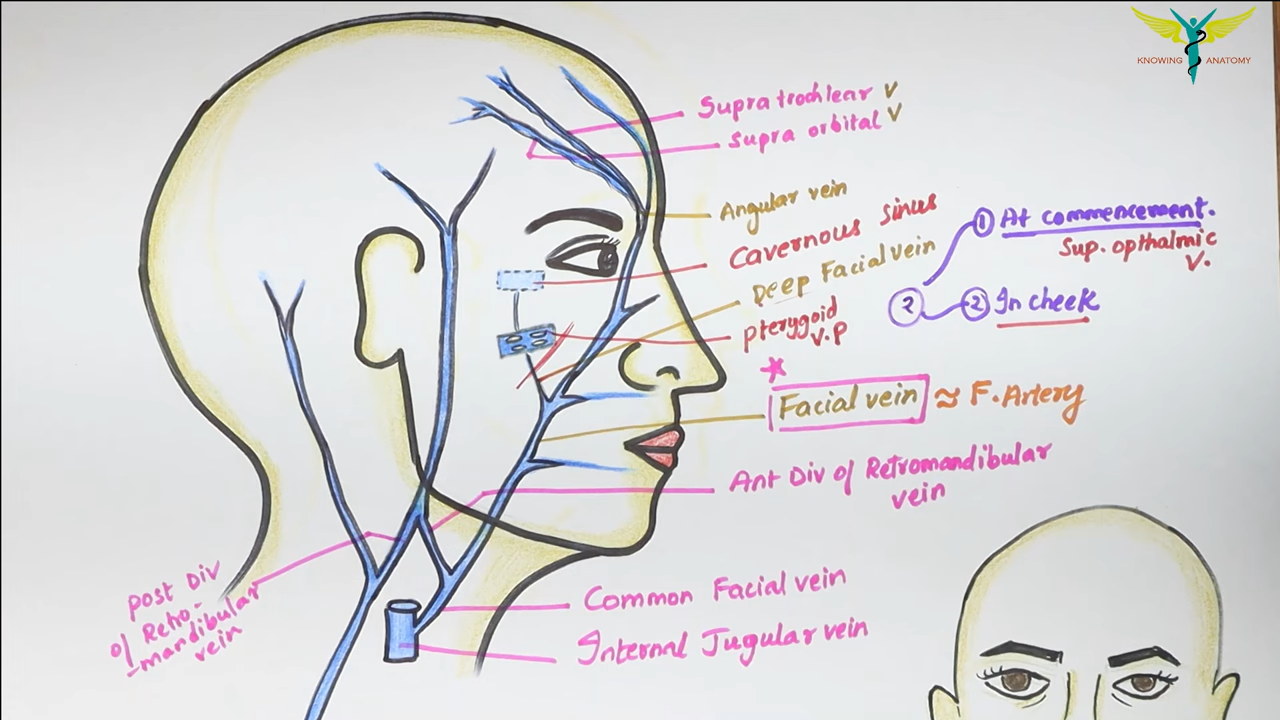 KNOWING ANATOMY
Supra trochlear V
Supra orbital V
Angular vein
Cavernous sinus
Deep Facial vein
pterygoid
V.P
① At commencement.
Sup. opthalmic
V.
2
② In cheek
*
Facial vein ≈ F. Artery
Ant Div of Retromandibular
vein
post Div
of Retro-
-mandibular
vein
Common Facial vein
Internal Jugular vein